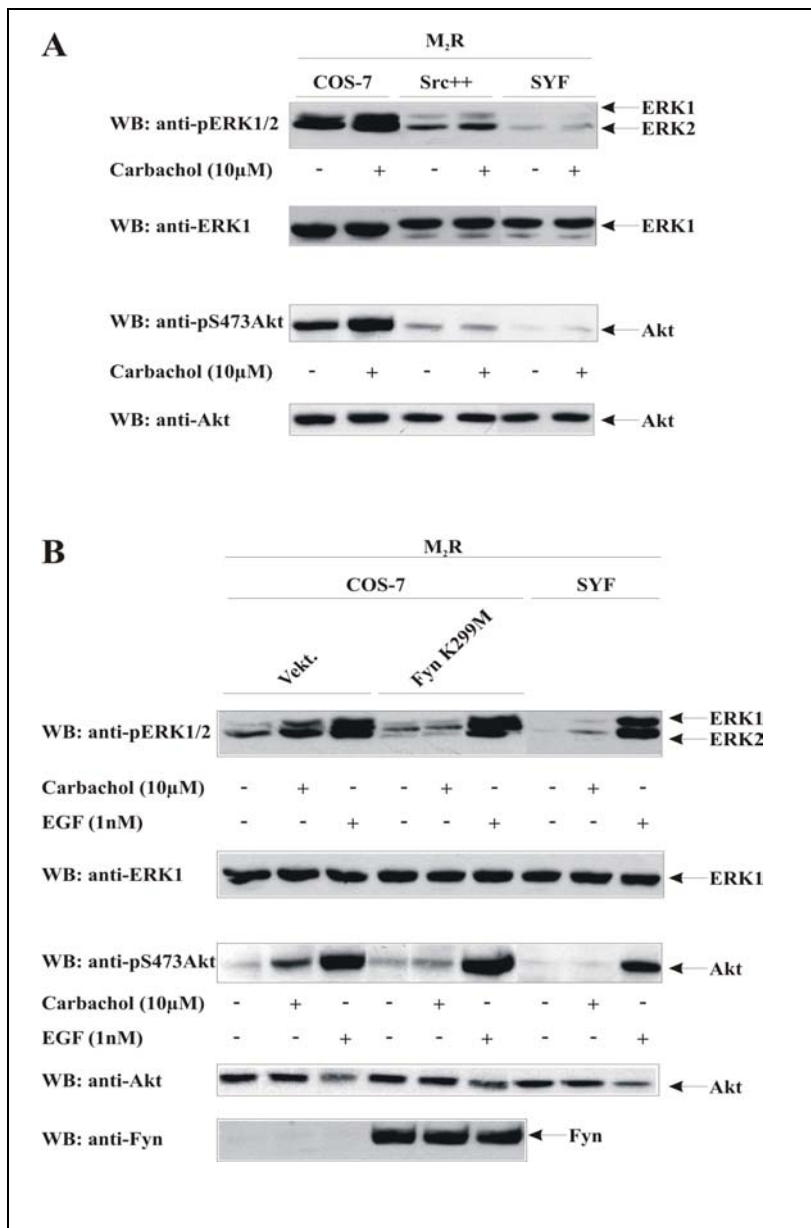 A
M₂R
COS-7 Src++ SYF
WB: anti-pERK1/2 ERK1
ERK2
Carbachol (10µM) - + - + - +
WB: anti-ERK1 ERK1
WB: anti-pS473Akt Akt
Carbachol (10µM) - + - + - +
WB: anti-Akt Akt
B
M₂R
COS-7 SYF
Vekt. Fyn K299M
WB: anti-pERK1/2 ERK1
ERK2
Carbachol (10µM) - + - - + - - + -
EGF (1nM) - - + - - + - - +
WB: anti-ERK1 ERK1
WB: anti-pS473Akt Akt
Carbachol (10µM) - + - - + - - + -
EGF (1nM) - - + - - + - - +
WB: anti-Akt Akt
WB: anti-Fyn Fyn